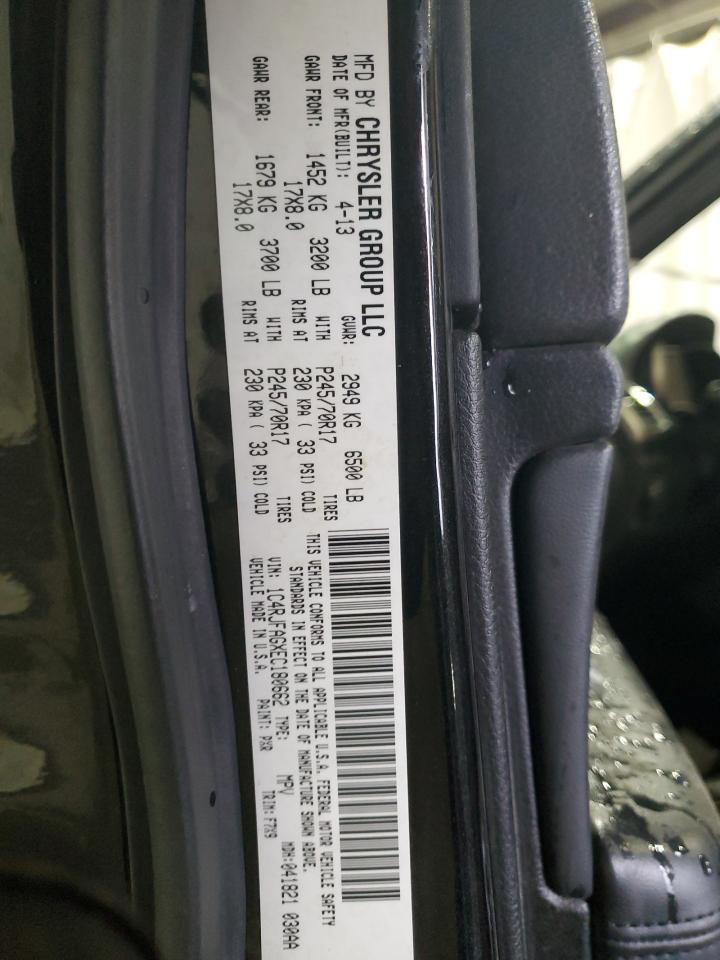 MFD BY CHRYSLER GROUP LLC
DATE OF MFR(BUILT): 4-13 GVWR: 2949 KG 6500 LB
GAWR FRONT: 1452 KG 3200 LB WITH P245/70R17 TIRES
17X8.0 RIMS AT 230 KPA ( 33 PSI) COLD
GAWR REAR: 1679 KG 3700 LB WITH P245/70R17 TIRES
17X8.0 RIMS AT 230 KPA ( 33 PSI) COLD
THIS VEHICLE CONFORMS TO ALL APPLICABLE U.S.A. FEDERAL MOTOR VEHICLE SAFETY
STANDARDS IN EFFECT ON THE DATE OF MANUFACTURE SHOWN ABOVE.
VIN: 1C4RJFAGXEC180662 TYPE: MPV MDH:041821 030AA
VEHICLE MADE IN U.S.A. PAINT: PXR TRIM:F7X9